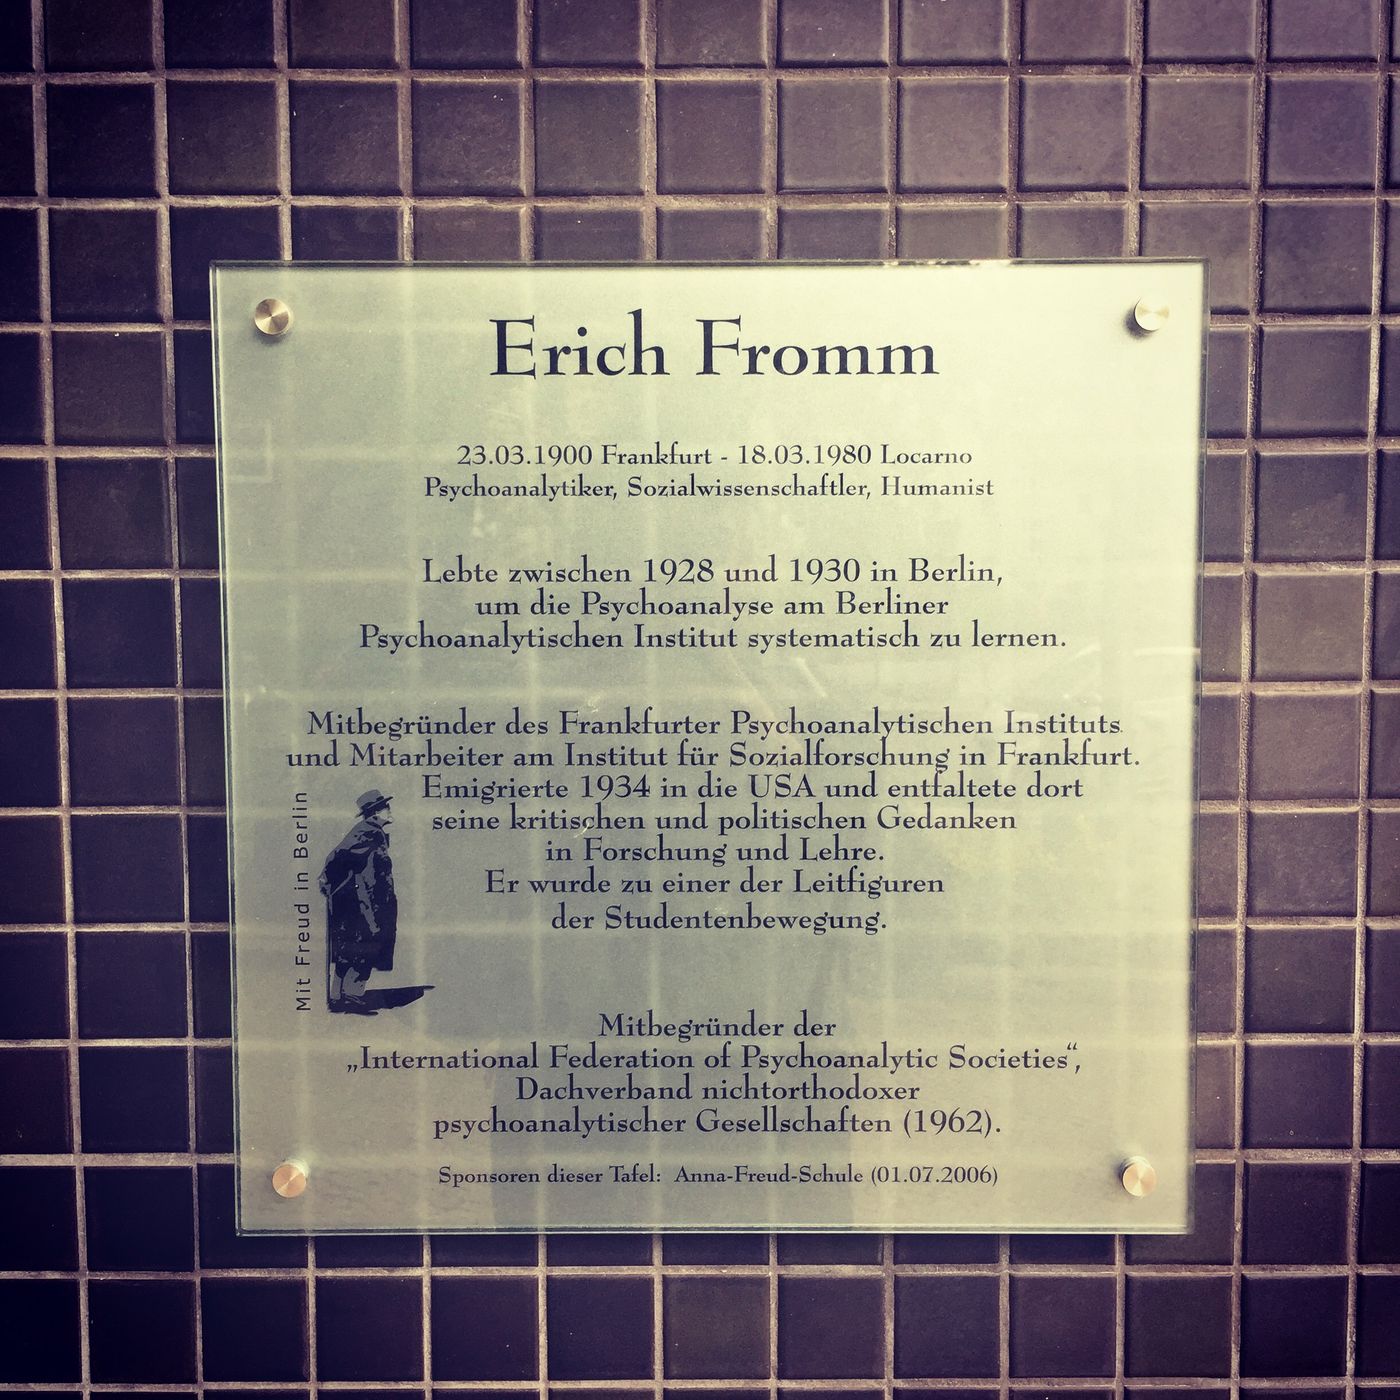 Erich Fromm
23.03.1900 Frankfurt - 18.03.1980 Locarno
Psychoanalytiker, Sozialwissenschaftler, Humanist
Lebte zwischen 1928 und 1930 in Berlin,
um die Psychoanalyse am Berliner
Psychoanalytischen Institut systematisch zu lernen.
Mitbegründer des Frankfurter Psychoanalytischen Instituts
und Mitarbeiter am Institut für Sozialforschung in Frankfurt.
Emigrierte 1934 in die USA und entfaltete dort
seine kritischen und politischen Gedanken
in Forschung und Lehre.
Er wurde zu einer der Leitfiguren
der Studentenbewegung.
Mit Freud in Berlin
Mitbegründer der
„International Federation of Psychoanalytic Societies“,
Dachverband nichtorthodoxer
psychoanalytischer Gesellschaften (1962).
Sponsoren dieser Tafel: Anna-Freud-Schule (01.07.2006)